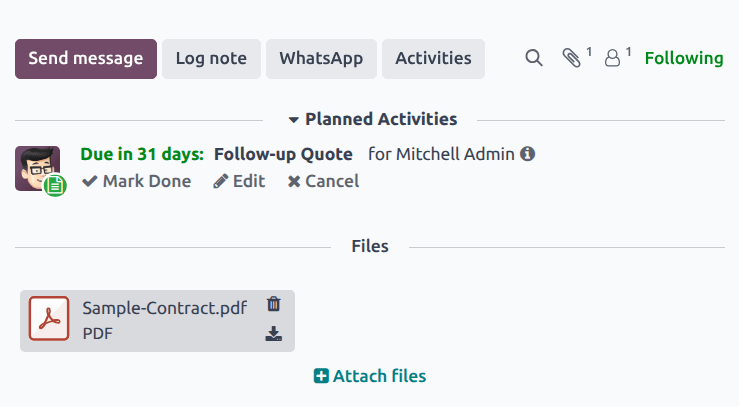 Send message Log note WhatsApp Activities 1 1 Following
Planned Activities
Due in 31 days: Follow-up Quote for Mitchell Admin
Mark Done Edit Cancel
Files
Sample-Contract.pdf
PDF
Attach files